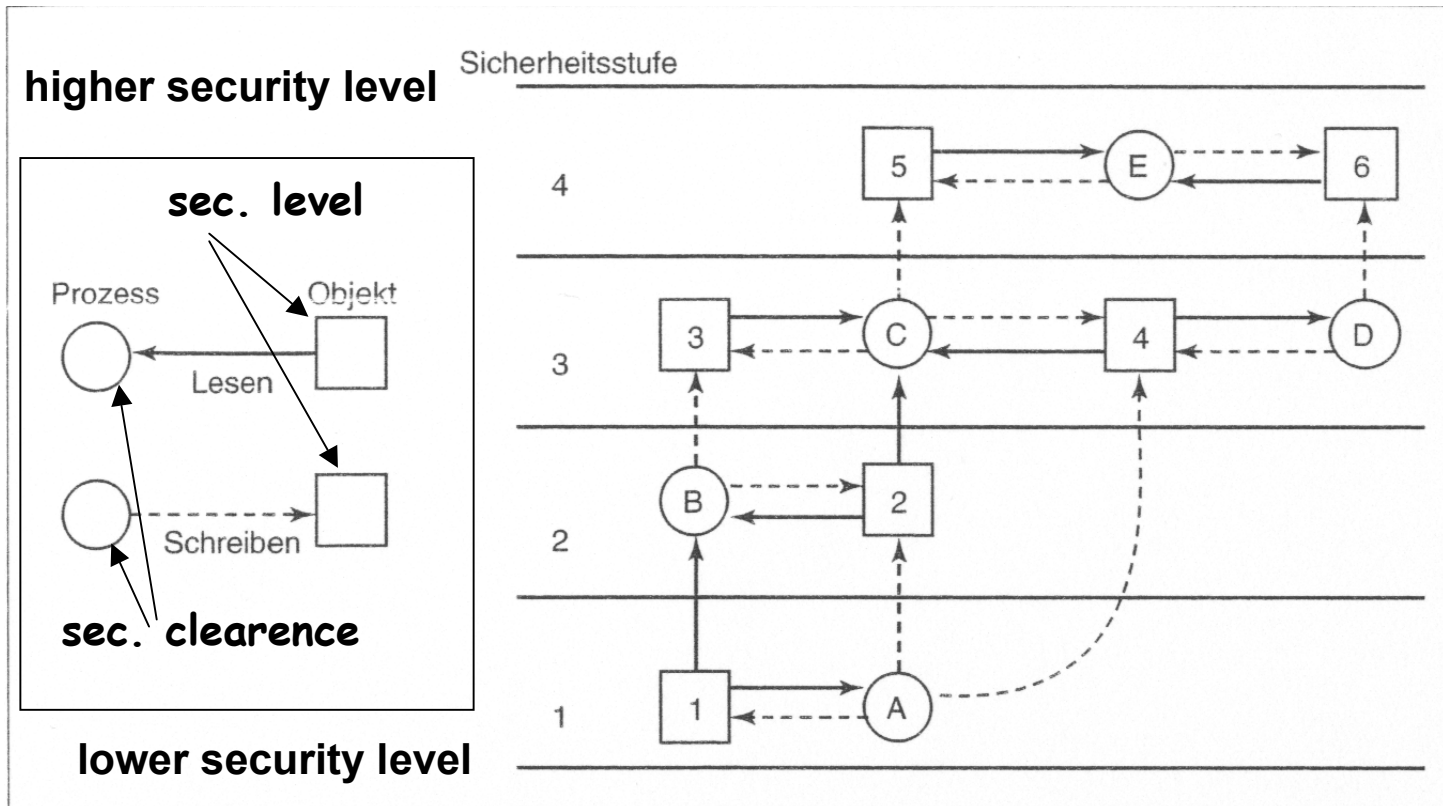 higher security level
Sicherheitsstufe
sec. level
Prozess
Objekt
Lesen
Schreiben
sec. clearence
lower security level
4
5
E
6
3
3
C
4
D
2
B
2
1
1
A